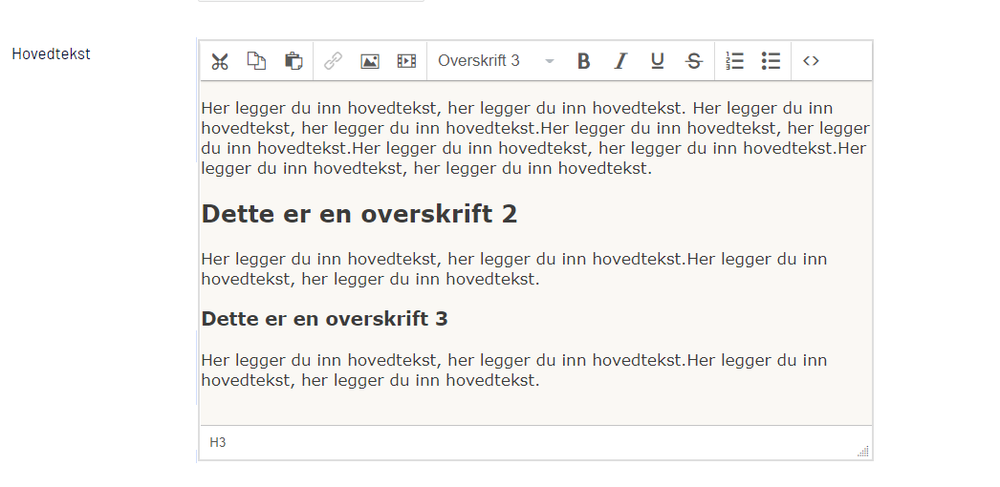 Hovedtekst
Overskrift 3 B I U S <>
Her legger du inn hovedtekst, her legger du inn hovedtekst. Her legger du inn
hovedtekst, her legger du inn hovedtekst.Her legger du inn hovedtekst, her legger
du inn hovedtekst.Her legger du inn hovedtekst, her legger du inn hovedtekst.Her
legger du inn hovedtekst, her legger du inn hovedtekst.
Dette er en overskrift 2
Her legger du inn hovedtekst, her legger du inn hovedtekst.Her legger du inn
hovedtekst, her legger du inn hovedtekst.
Dette er en overskrift 3
Her legger du inn hovedtekst, her legger du inn hovedtekst.Her legger du inn
hovedtekst, her legger du inn hovedtekst.
H3